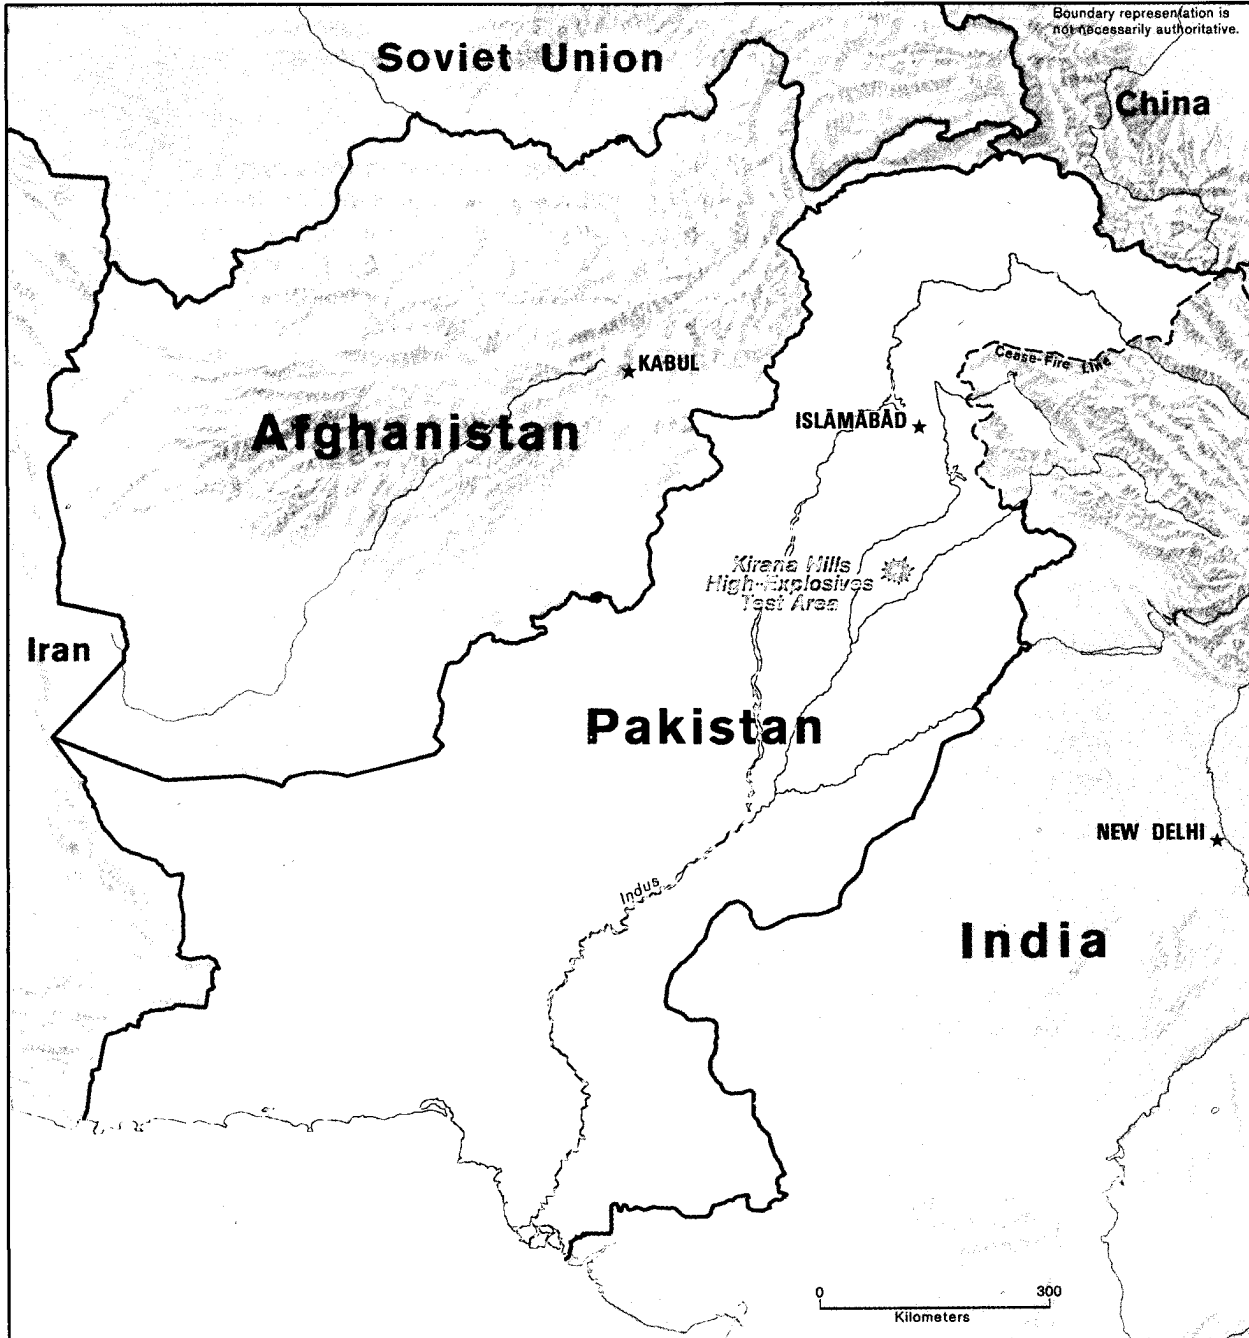 Boundary representation is
not necessarily authoritative.
Soviet Union
China
Cease-Fire Line
KABUL
ISLĀMĀBĀD
Afghanistan
Kirana Hills
High-Explosives
Test Area
Iran
Pakistan
NEW DELHI
Indus
India
0 300
Kilometers